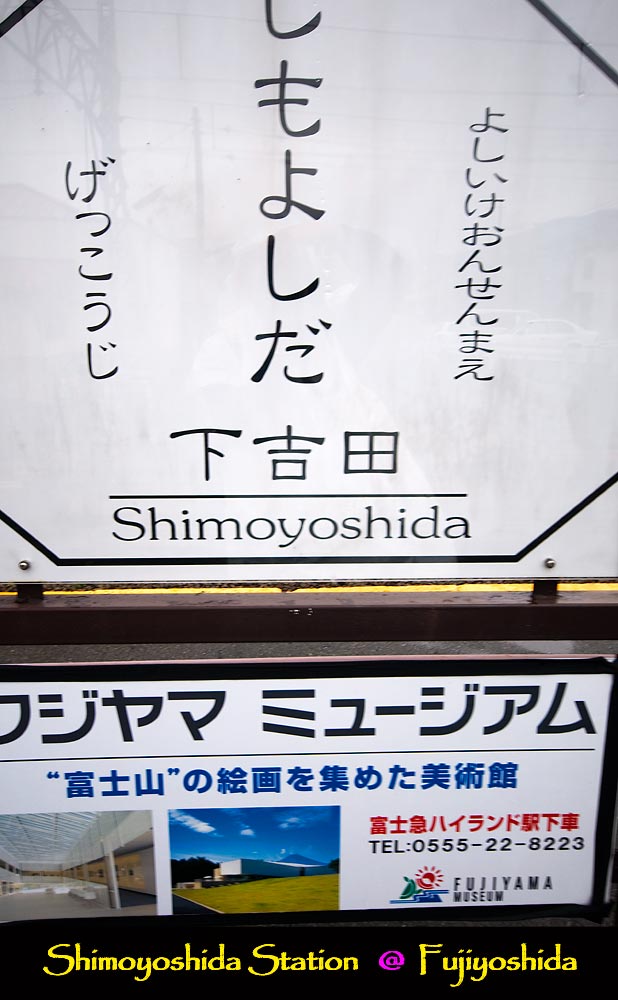 しもよしだ
よしいけおんせんまえ
げっこうじ
下吉田
Shimoyoshida
フジヤマ ミュージアム
“富士山”の絵画を集めた美術館
富士急ハイランド駅下車
TEL:0555-22-8223
FUJIYAMA
MUSEUM
Shimoyoshida Station @ Fujiyoshida